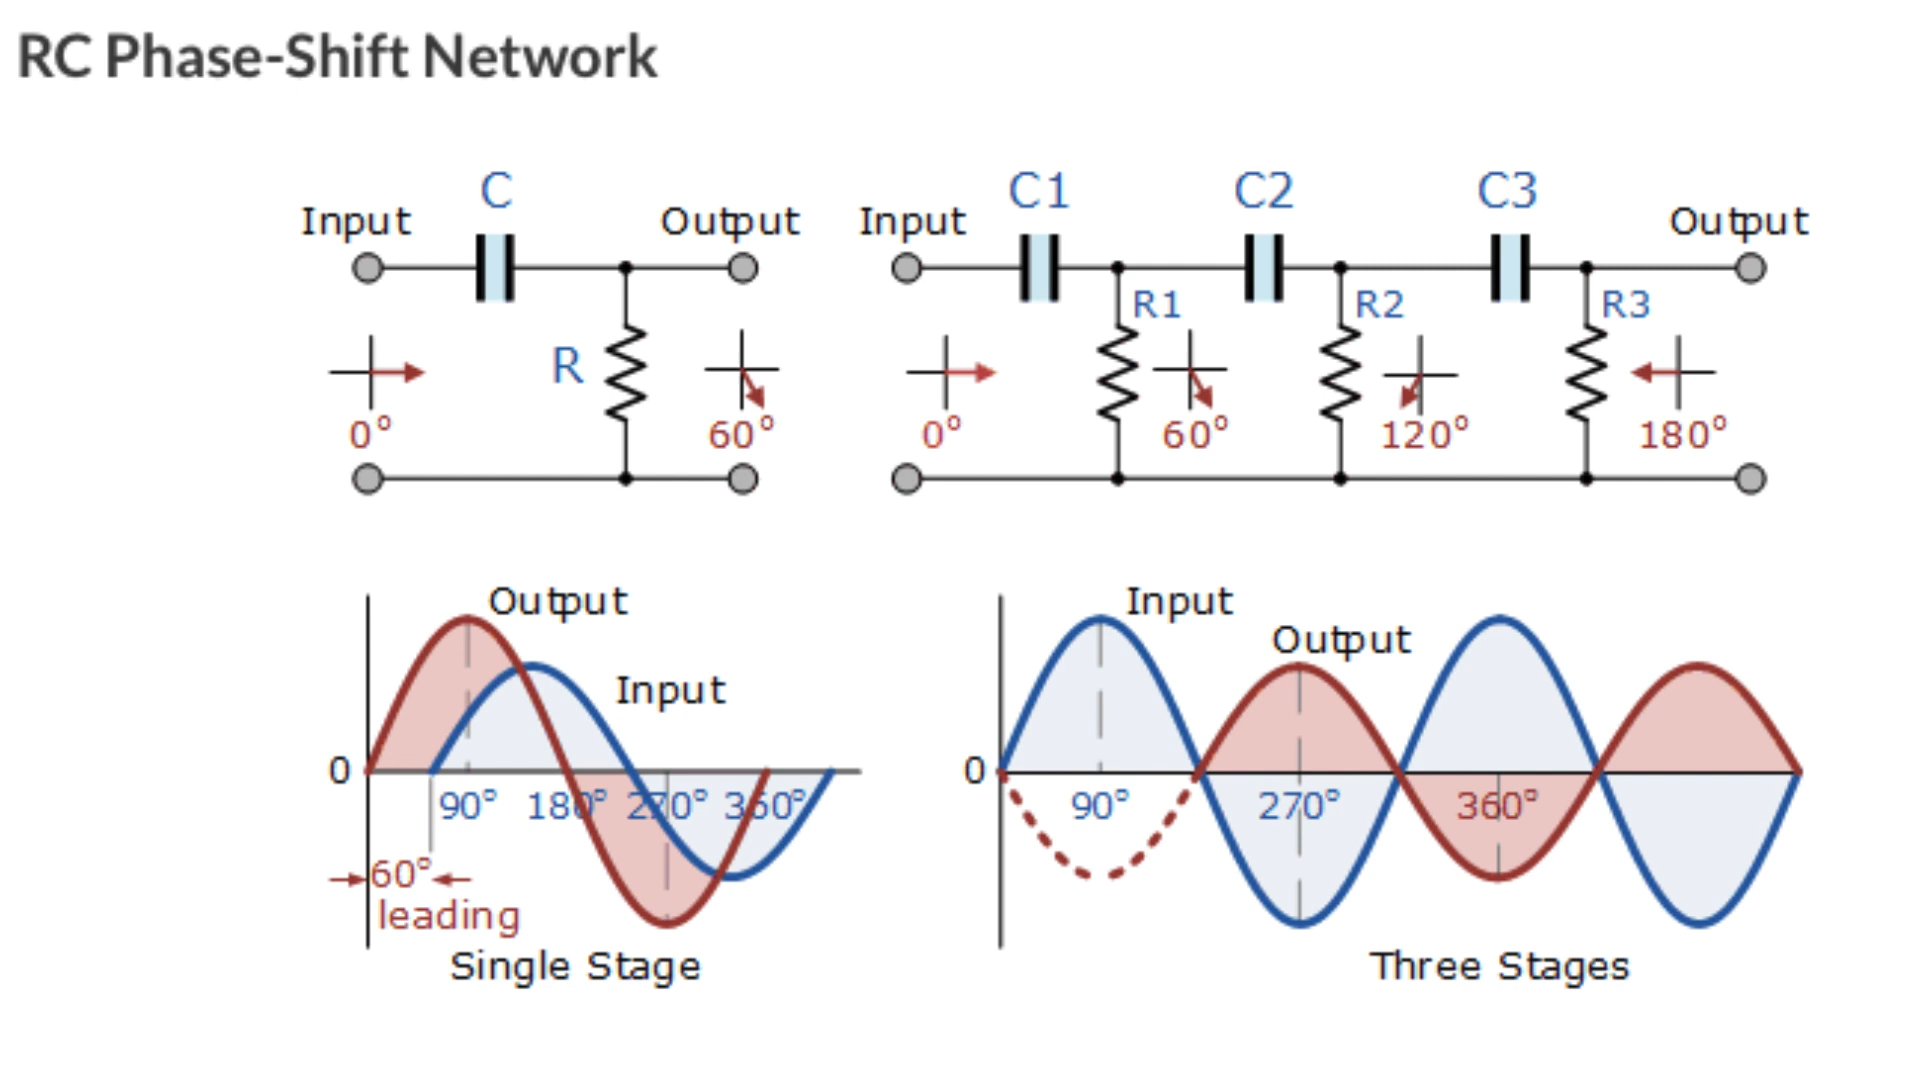 RC Phase-Shift Network
C
Input Output
R
0° 60°
C1 C2 C3
Input Output
R1 R2 R3
0° 60° 120° 180°
Output
Input
0
90° 180° 270° 360°
60°
leading
Single Stage
Input
Output
0
90° 270° 360°
Three Stages